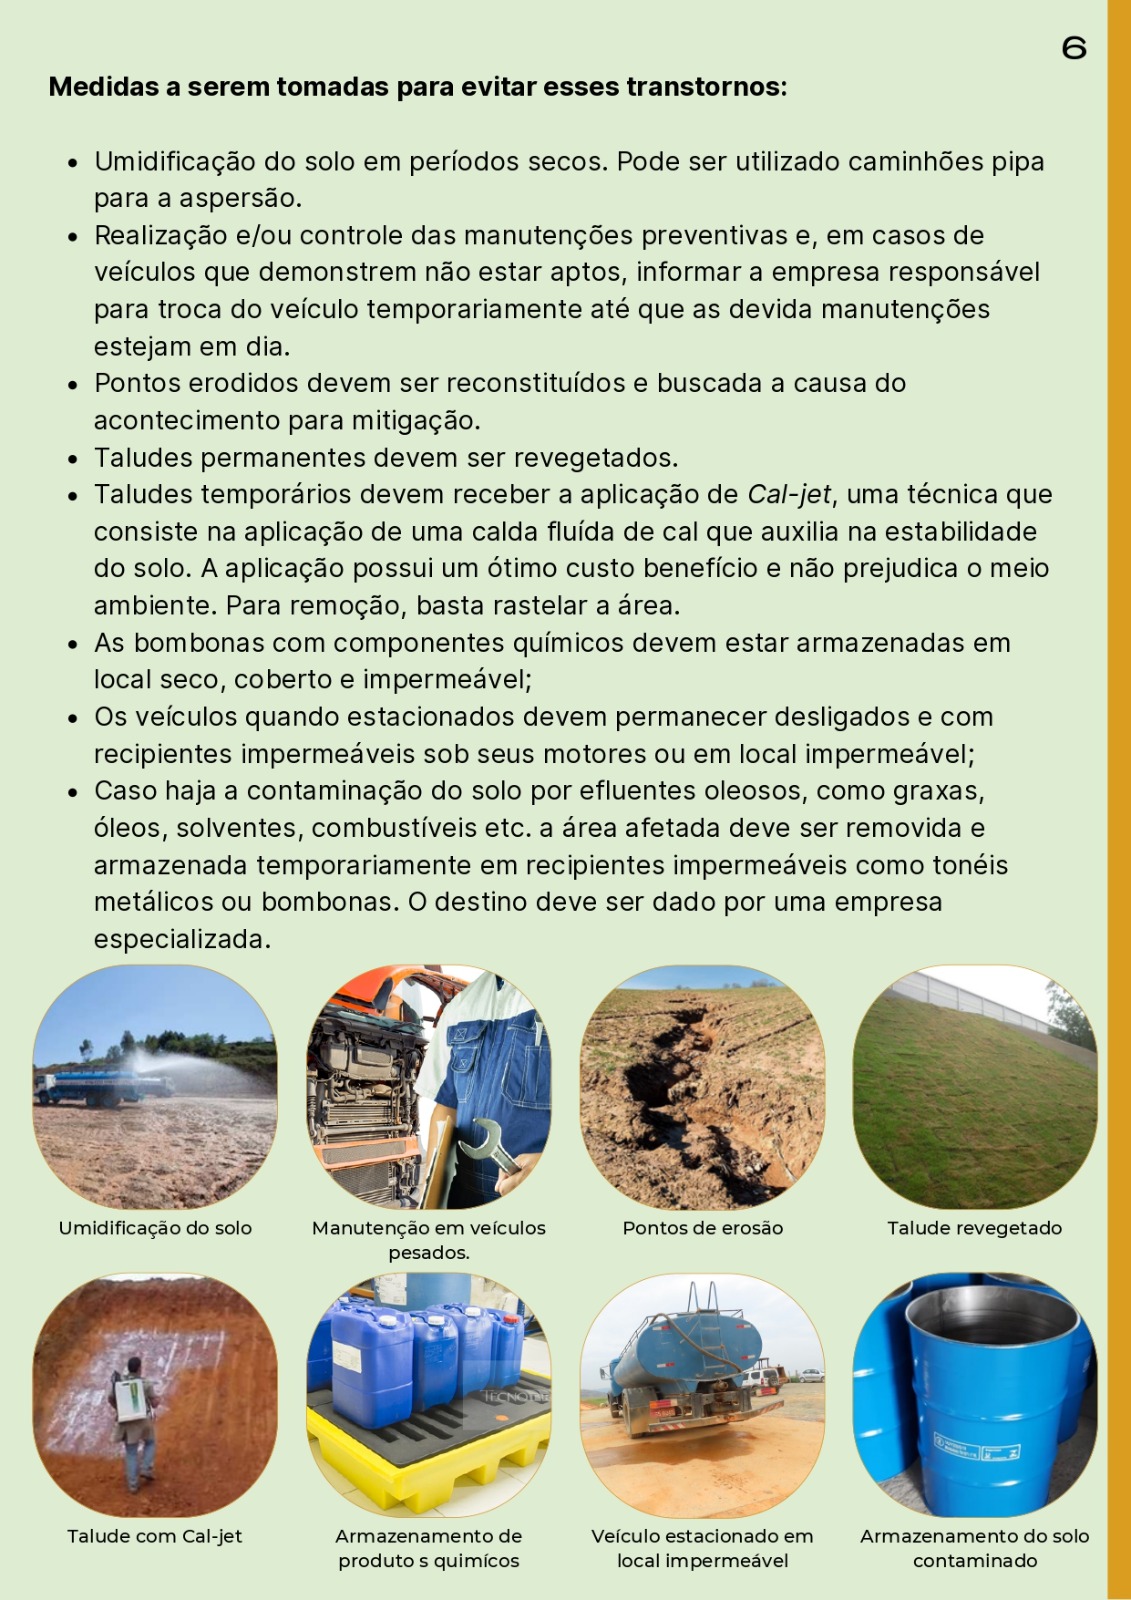 6
Medidas a serem tomadas para evitar esses transtornos:
• Umidificação do solo em períodos secos. Pode ser utilizado caminhões pipa
para a aspersão.
• Realização e/ou controle das manutenções preventivas e, em casos de
veículos que demonstrem não estar aptos, informar a empresa responsável
para troca do veículo temporariamente até que as devida manutenções
estejam em dia.
• Pontos erodidos devem ser reconstituídos e buscada a causa do
acontecimento para mitigação.
• Taludes permanentes devem ser revegetados.
• Taludes temporários devem receber a aplicação de Cal-jet, uma técnica que
consiste na aplicação de uma calda fluída de cal que auxilia na estabilidade
do solo. A aplicação possui um ótimo custo benefício e não prejudica o meio
ambiente. Para remoção, basta rastelar a área.
• As bombonas com componentes químicos devem estar armazenadas em
local seco, coberto e impermeável;
• Os veículos quando estacionados devem permanecer desligados e com
recipientes impermeáveis sob seus motores ou em local impermeável;
• Caso haja a contaminação do solo por efluentes oleosos, como graxas,
óleos, solventes, combustíveis etc. a área afetada deve ser removida e
armazenada temporariamente em recipientes impermeáveis como tonéis
metálicos ou bombonas. O destino deve ser dado por uma empresa
especializada.
Umidificação do solo
Manutenção em veículos
pesados.
Pontos de erosão
Talude revegetado
Talude com Cal-jet
Armazenamento de
produto s quimícos
Veículo estacionado em
local impermeável
Armazenamento do solo
contaminado